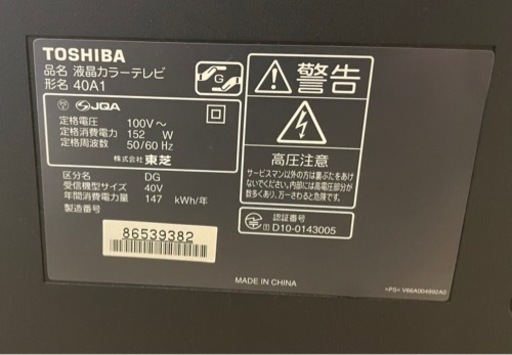 TOSHIBA
品名 液晶カラーテレビ
形名 40A1
G
JQA
定格電圧 100V～
定格消費電力 152 W
定格周波数 50/60 Hz
株式会社 東芝
区分名 DG
受信機型サイズ 40V
年間消費電力量 147 kWh/年
製造番号
86539382
警告
高圧注意
サービスマン以外の方は裏ぶたをあけ
ないでください。内部には高電圧部分が
数多くあり、万一さわると危険です。
認証番号
D10-0143005
MADE IN CHINA
>PS< V66A004992A0